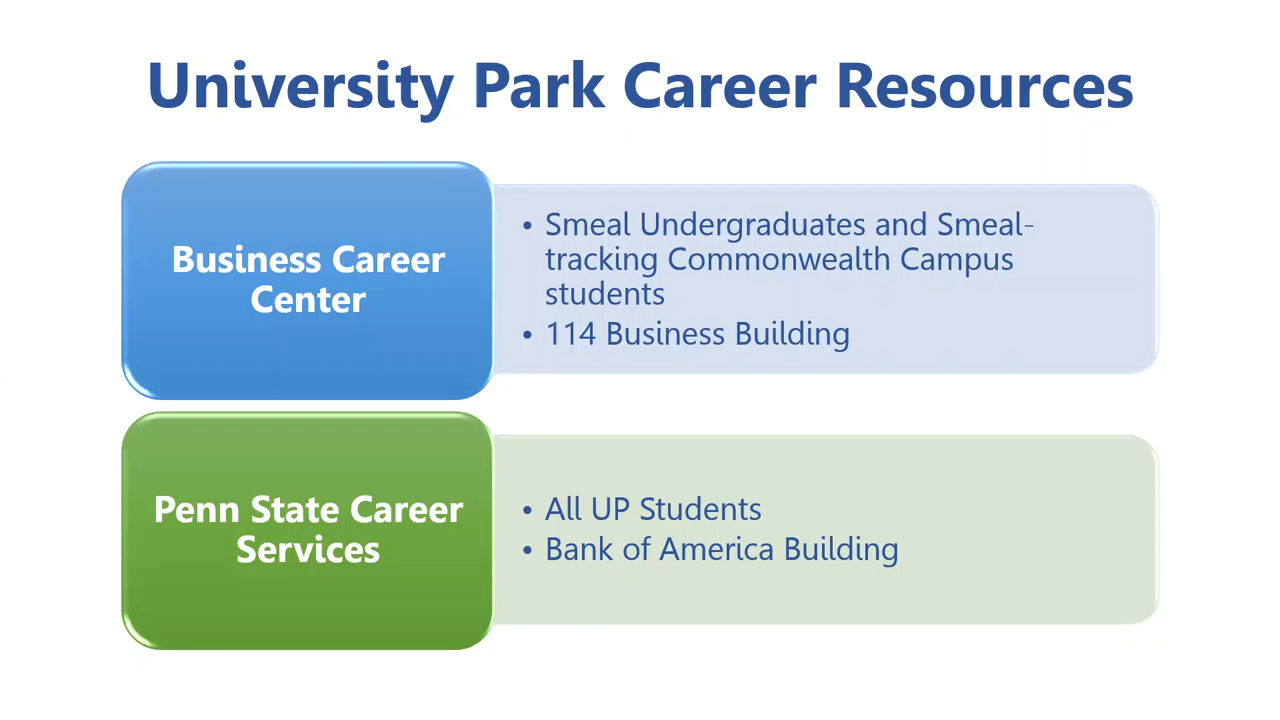 University Park Career Resources
Business Career
Center
• Smeal Undergraduates and Smeal-
tracking Commonwealth Campus
students
• 114 Business Building
Penn State Career
Services
• All UP Students
• Bank of America Building